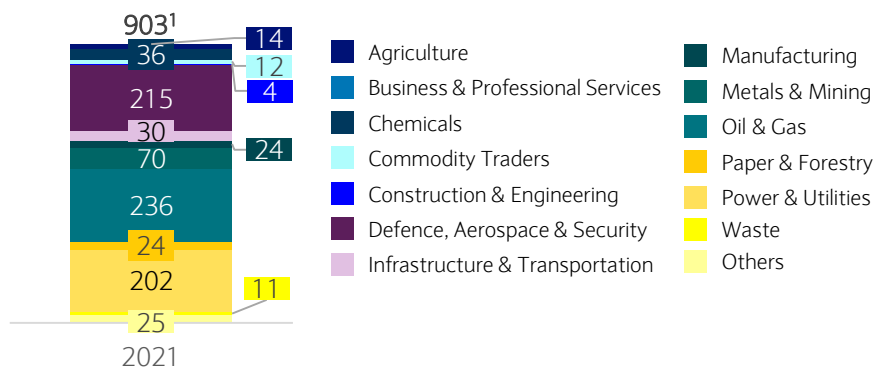 903¹
14
36
12
4
215
30
24
70
236
24
202
11
25
2021
Agriculture
Business & Professional Services
Chemicals
Commodity Traders
Construction & Engineering
Defence, Aerospace & Security
Infrastructure & Transportation
Manufacturing
Metals & Mining
Oil & Gas
Paper & Forestry
Power & Utilities
Waste
Others